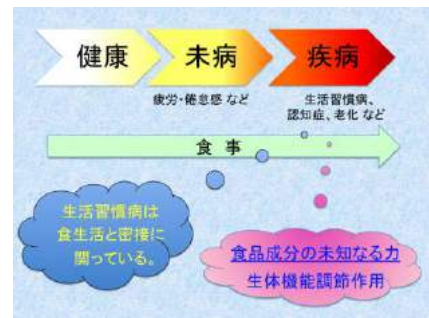 健康 未病 疾病
疲労・倦怠感 など
生活習慣病、
認知症、老化 など
食 事
生活習慣病は
食生活と密接に
関っている。
食品成分の未知なる力
生体機能調節作用